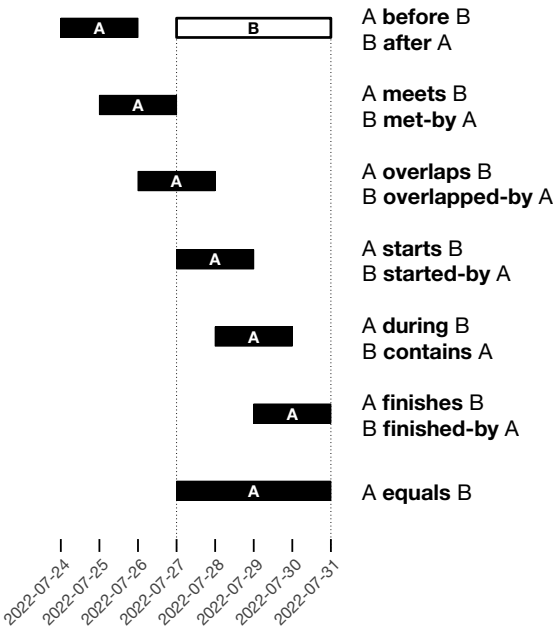 A B A before B
B after A
A A meets B
B met-by A
A A overlaps B
B overlapped-by A
A A starts B
B started-by A
A A during B
B contains A
A A finishes B
B finished-by A
A A equals B
2022-07-24 2022-07-25 2022-07-26 2022-07-27 2022-07-28 2022-07-29 2022-07-30 2022-07-31